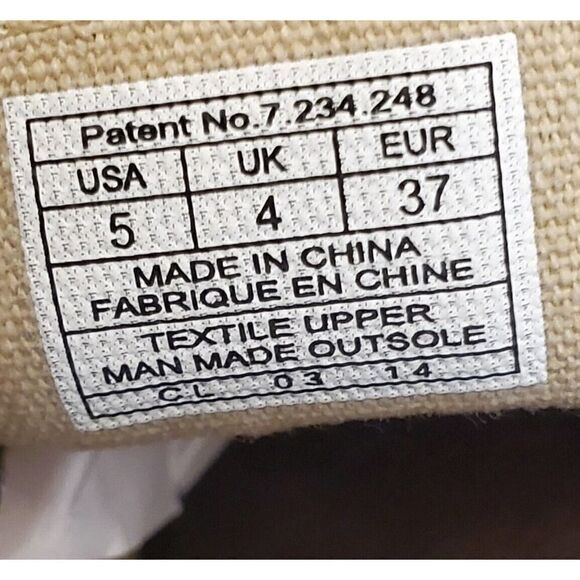 Patent No.7.234.248
USA UK EUR
5 4 37
MADE IN CHINA
FABRIQUE EN CHINE
TEXTILE UPPER
MAN MADE OUTSOLE
CL 03 14